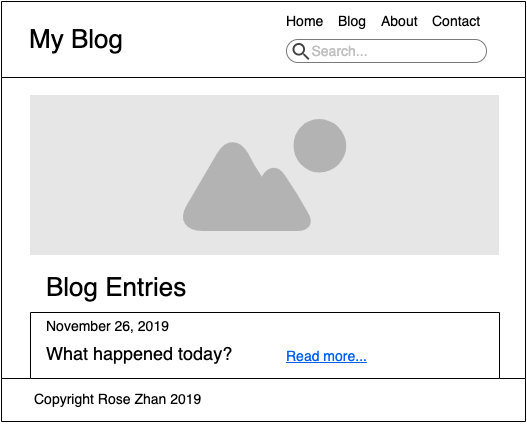 My Blog
Home Blog About Contact
Search...
Blog Entries
November 26, 2019
What happened today? Read more...
Copyright Rose Zhan 2019